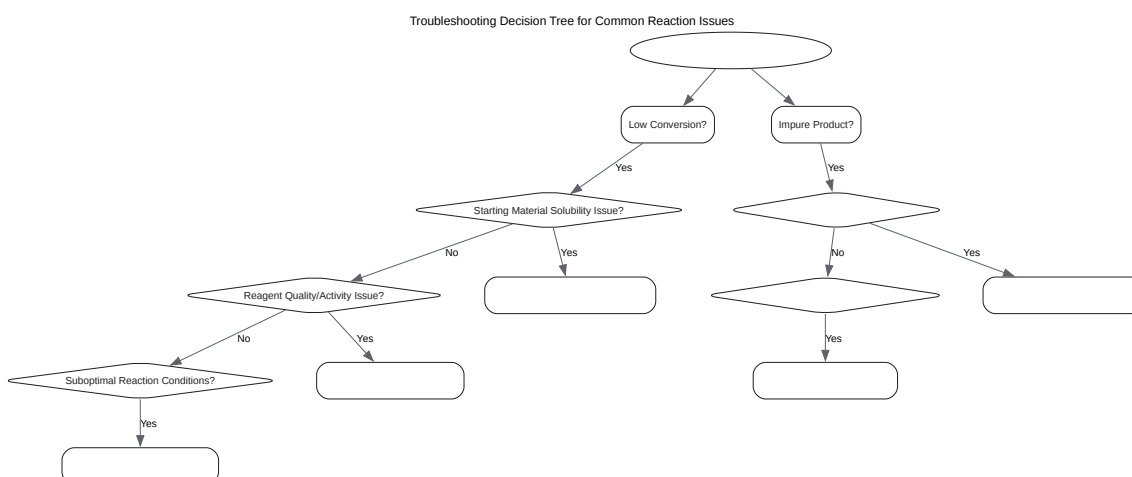 Troubleshooting Decision Tree for Common Reaction Issues
Low Conversion?
Impure Product?
Yes
Yes
Starting Material Solubility Issue?
No
Yes
No
Yes
Reagent Quality/Activity Issue?
No
Yes
Yes
Suboptimal Reaction Conditions?
Yes